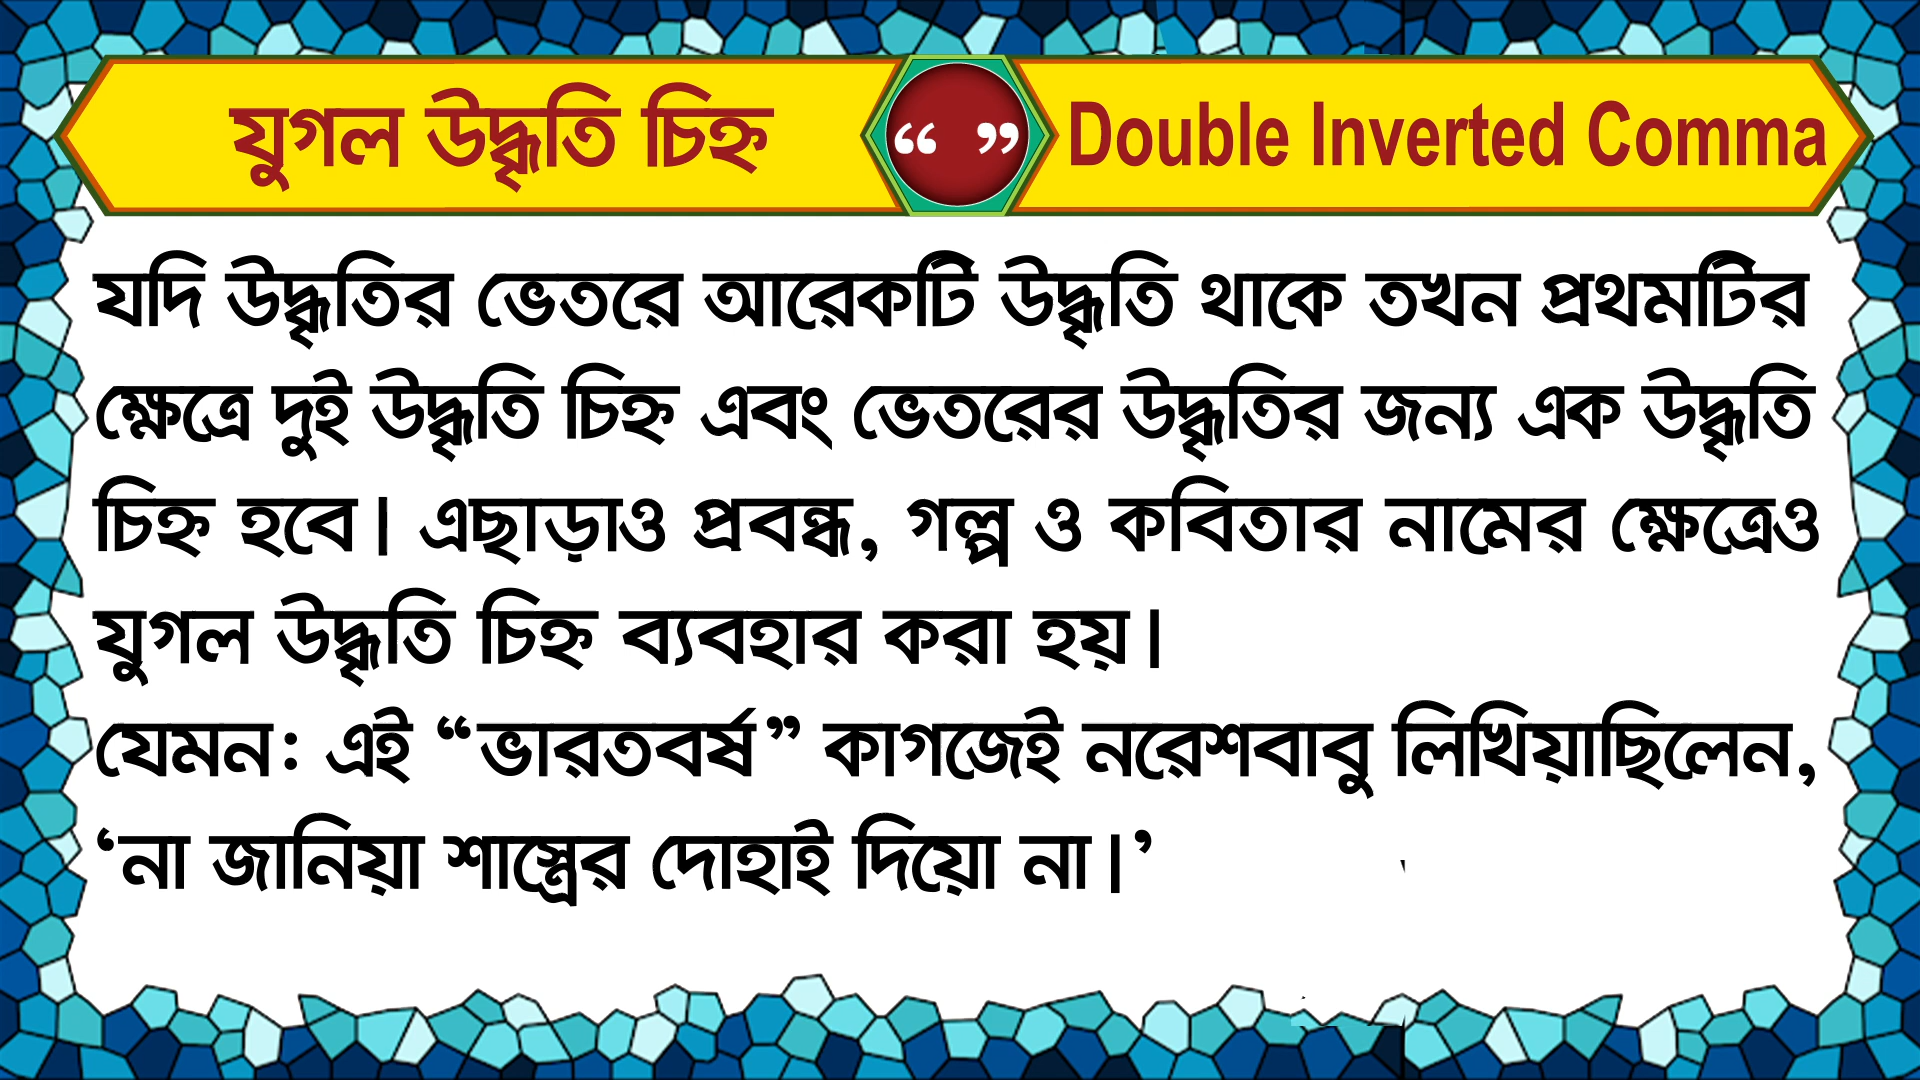 যুগল উদ্ধৃতি চিহ্ন “ ” Double Inverted Comma
যদি উদ্ধৃতির ভেতরে আরেকটি উদ্ধৃতি থাকে তখন প্রথমটির
ক্ষেত্রে দুই উদ্ধৃতি চিহ্ন এবং ভেতরের উদ্ধৃতির জন্য এক উদ্ধৃতি
চিহ্ন হবে। এছাড়াও প্রবন্ধ, গল্প ও কবিতার নামের ক্ষেত্রেও
যুগল উদ্ধৃতি চিহ্ন ব্যবহার করা হয়।
যেমন: এই “ভারতবর্ষ” কাগজেই নরেশবাবু লিখিয়াছিলেন,
‘না জানিয়া শাস্ত্রের দোহাই দিয়ো না।’